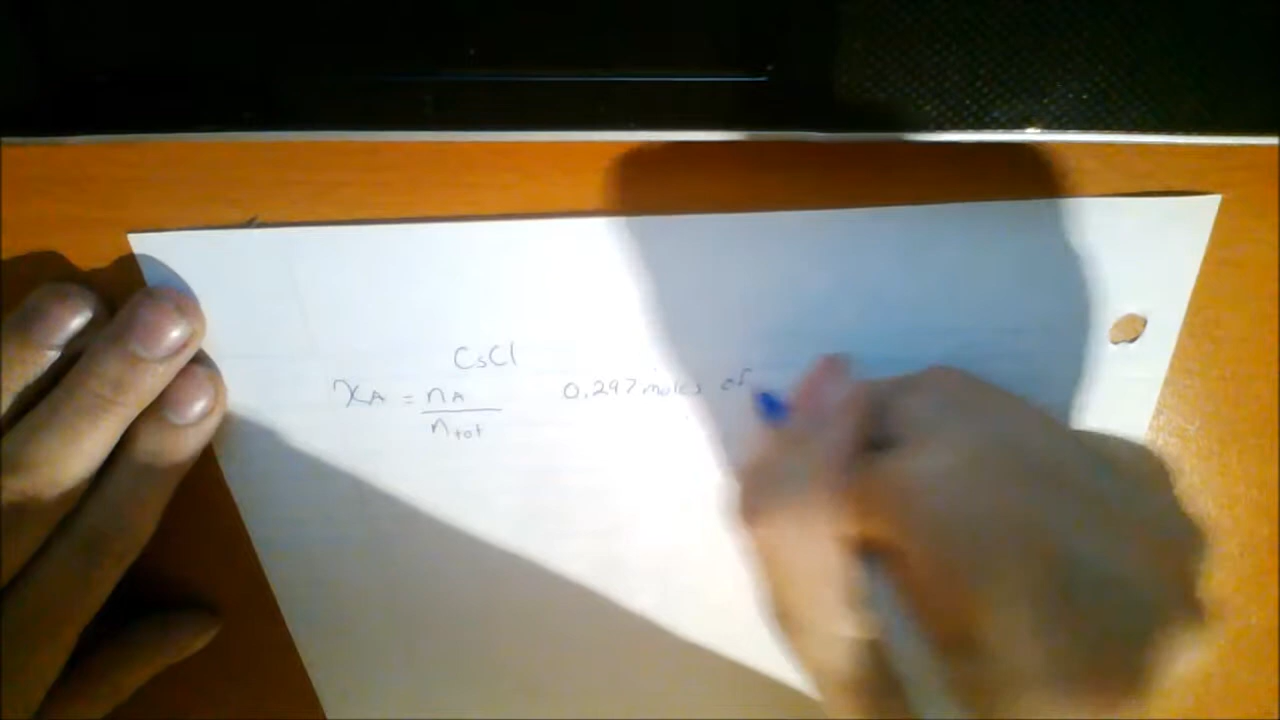 CsCl
χA = nA / ntot 0.297 moles of